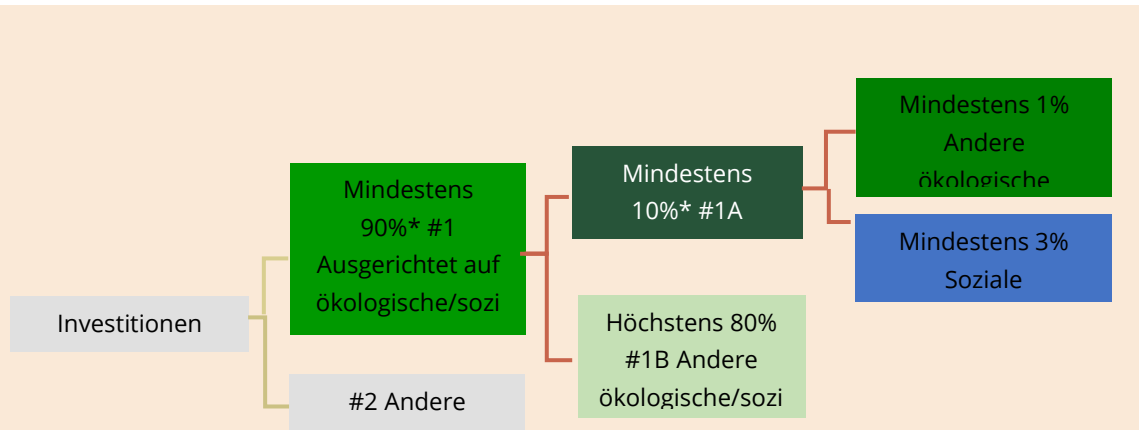 Investitionen
Mindestens
90%* #1
Ausgerichtet auf
ökologische/sozi
#2 Andere
Mindestens
10%* #1A
Höchstens 80%
#1B Andere
ökologische/sozi
Mindestens 1%
Andere
ökologische
Mindestens 3%
Soziale